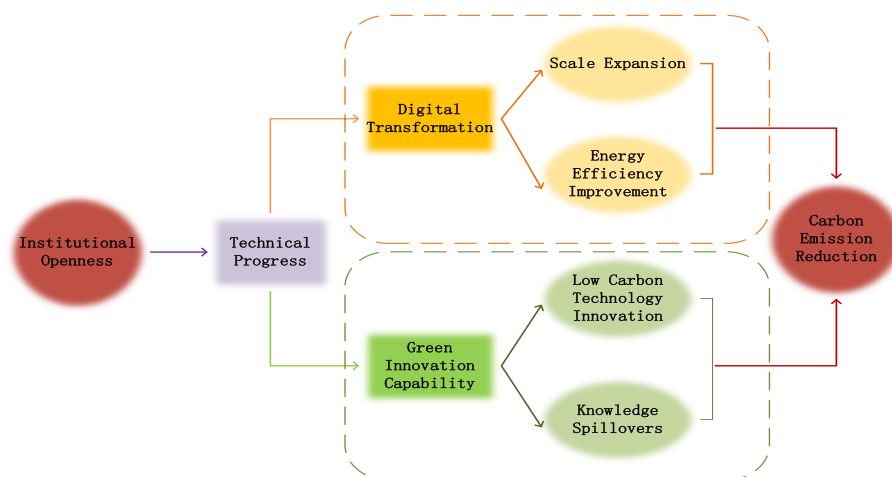 Institutional
Openness
Technical
Progress
Digital
Transformation
Scale Expansion
Energy
Efficiency
Improvement
Green
Innovation
Capability
Low Carbon
Technology
Innovation
Knowledge
Spillovers
Carbon
Emission
Reduction